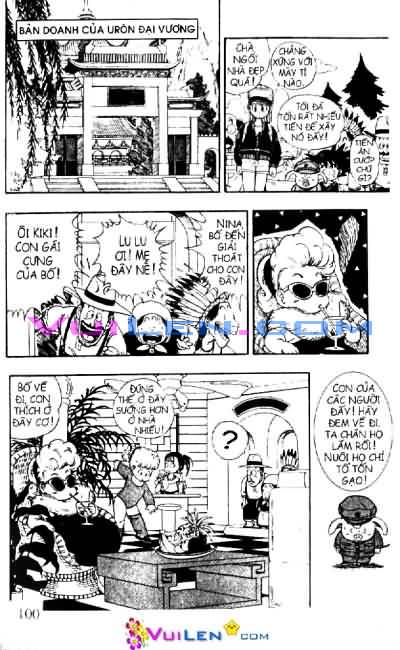 BẢN DOANH CỦA URÔN ĐẠI VƯƠNG
CHÀ
NGÔI
NHÀ ĐẸP
QUÁ!
CHẲNG
XỨNG VỚI
MÀY TÍ
NÀO.
TÔI ĐÃ
TỐN RẤT NHIỀU
TIỀN ĐỂ XÂY
NÓ ĐẤY!
TIỀN
ĂN
CƯỚP
CHỨ
GÌ?
ÔI KIKI!
CON GÁI
CƯNG
CỦA BỐ!
LU LU
ƠI! MẸ
ĐÂY NÈ!
NINA,
BỐ ĐẾN
GIẢI
THOÁT
CHO CON
ĐÂY!
VUILEN.COM
BỐ VỀ
ĐI, CON
THÍCH Ở
ĐÂY CƠ!
ĐÚNG
THẾ Ở ĐÂY
SƯỚNG HƠN
Ở NHÀ
NHIỀU!
?
CON CỦA
CÁC NGƯỜI
ĐẤY! HÃY
ĐEM VỀ ĐI.
TA CHÁN HỌ
LẮM RỒI!
NUÔI HỌ CHỈ
TỔ TỐN
GẠO!
100
VUILEN.COM